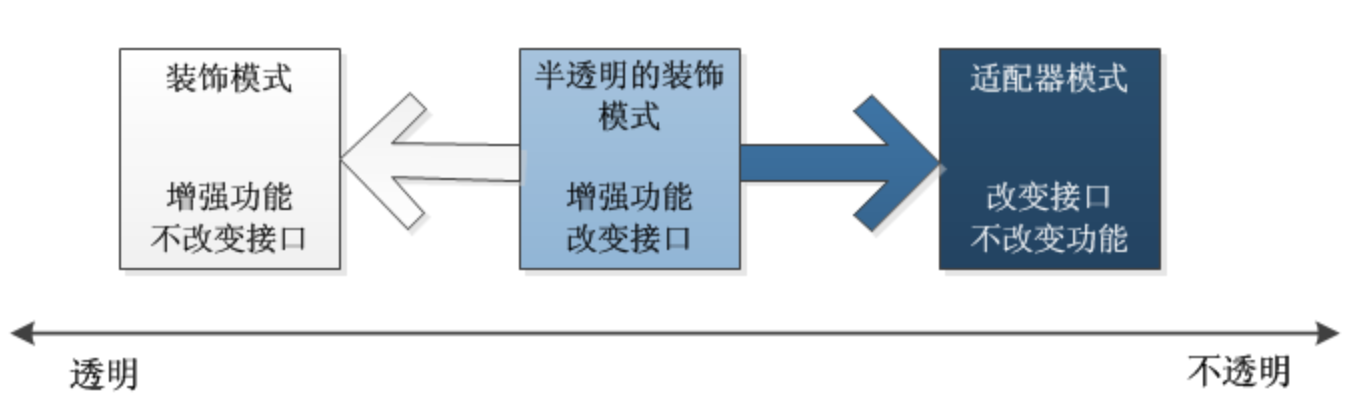 装饰模式
增强功能
不改变接口
半透明的装饰
模式
增强功能
改变接口
适配器模式
改变接口
不改变功能
透明
不透明